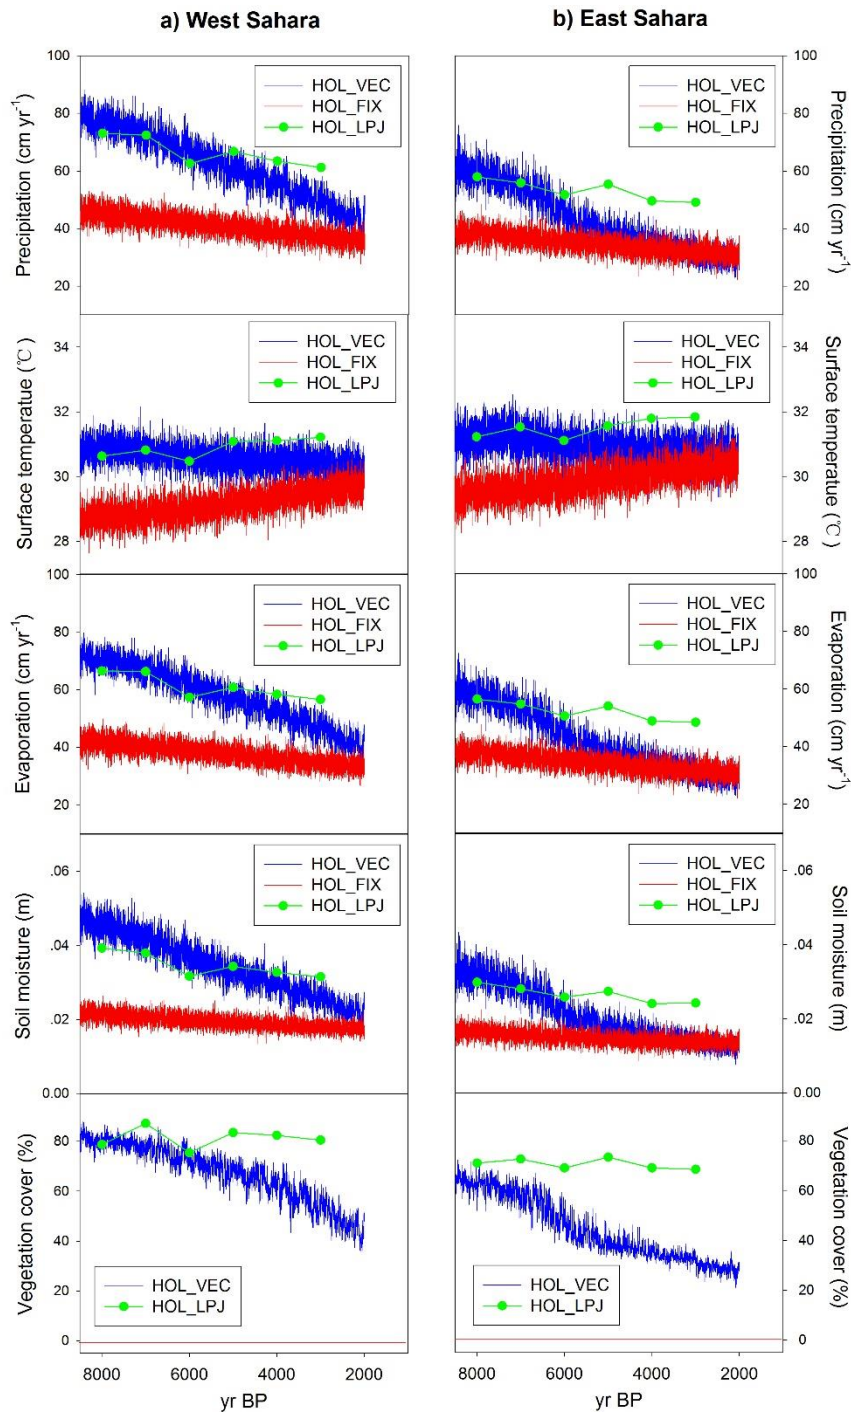 a) West Sahara
b) East Sahara
100
80
60
40
20
Precipitation (cm yr⁻¹)
HOL_VEC
HOL_FIX
HOL_LPJ
HOL_VEC
HOL_FIX
HOL_LPJ
100
80
60
40
20
Precipitation (cm yr⁻¹)
34
32
30
28
Surface temperatue (℃)
HOL_VEC
HOL_FIX
HOL_LPJ
HOL_VEC
HOL_FIX
HOL_LPJ
34
32
30
28
Surface temperatue (℃)
100
80
60
40
20
Evaporation (cm yr⁻¹)
HOL_VEC
HOL_FIX
HOL_LPJ
HOL_VEC
HOL_FIX
HOL_LPJ
100
80
60
40
20
Evaporation (cm yr⁻¹)
.06
.04
.02
0.00
Soil moisture (m)
HOL_VEC
HOL_FIX
HOL_LPJ
HOL_VEC
HOL_FIX
HOL_LPJ
.06
.04
.02
0.00
Soil moisture (m)
80
60
40
20
0
Vegetation cover (%)
HOL_VEC
HOL_LPJ
HOL_VEC
HOL_LPJ
80
60
40
20
0
Vegetation cover (%)
8000 6000 4000 2000
yr BP
8000 6000 4000 2000
yr BP